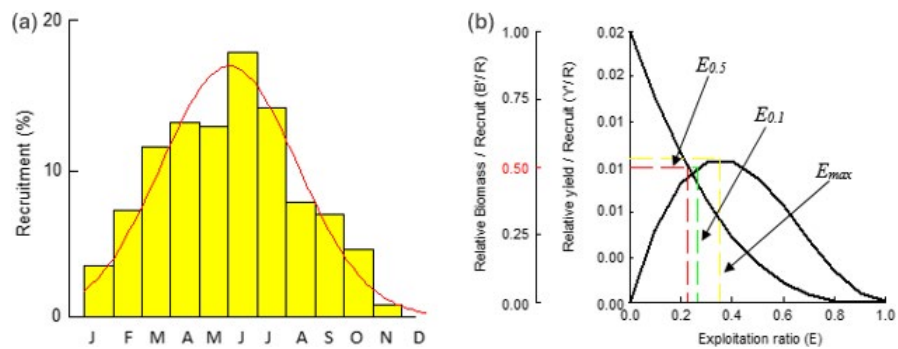 (a)
20
10
0
Recruitment (%)
J F M A M J J A S O N D
(b)
1.00
0.75
0.50
0.25
0.00
Relative Biomass / Recruit (B'/R)
0.02
0.02
0.01
0.01
0.01
0.00
0.00
Relative yield / Recruit (Y'/R)
E0.5
E0.1
Emax
0.0 0.2 0.4 0.6 0.8 1.0
Exploitation ratio (E)